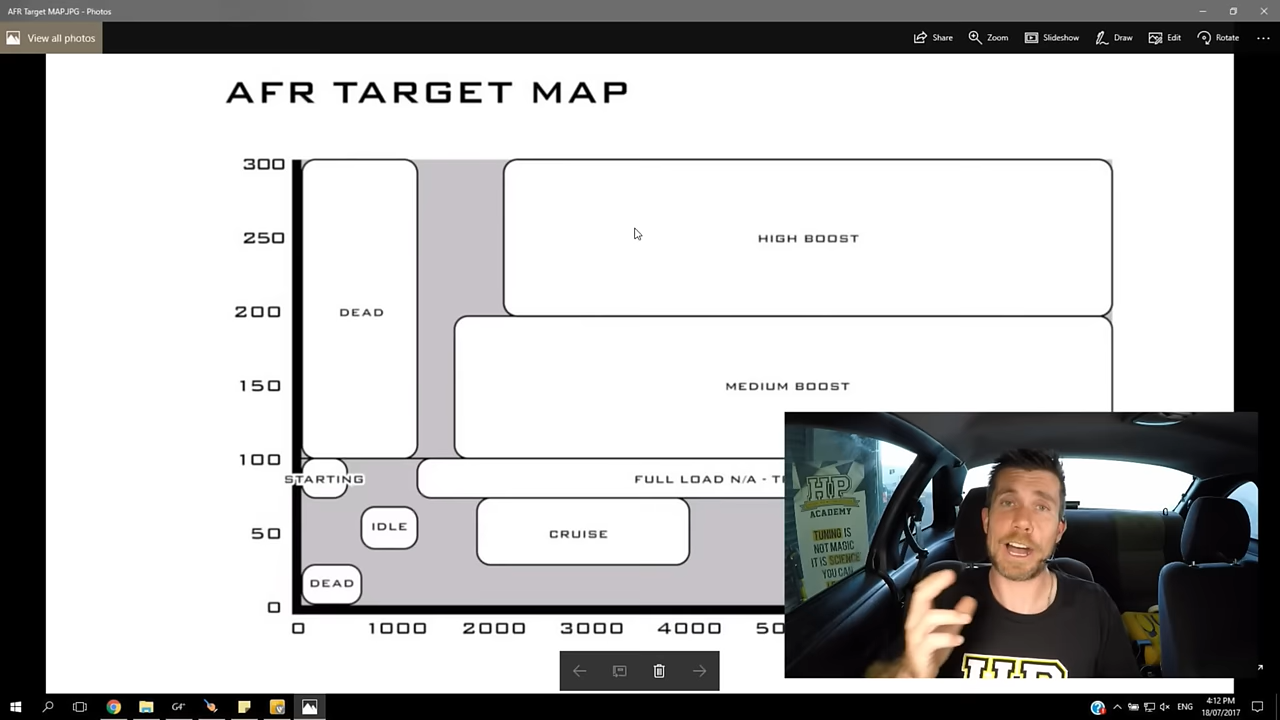 AFR Target MAP.JPG - Photos
View all photos
Share
Zoom
Slideshow
Draw
Edit
Rotate
AFR TARGET MAP
300
250
200
150
100
50
0
DEAD
HIGH BOOST
MEDIUM BOOST
STARTING
FULL LOAD N/A - T
IDLE
CRUISE
DEAD
0
1000
2000
3000
4000
HP
ACADEMY
TUNING IS
NOT MAGIC
IT IS SCIENCE
YOU CAN
ENG
4:12 PM
18/07/2017